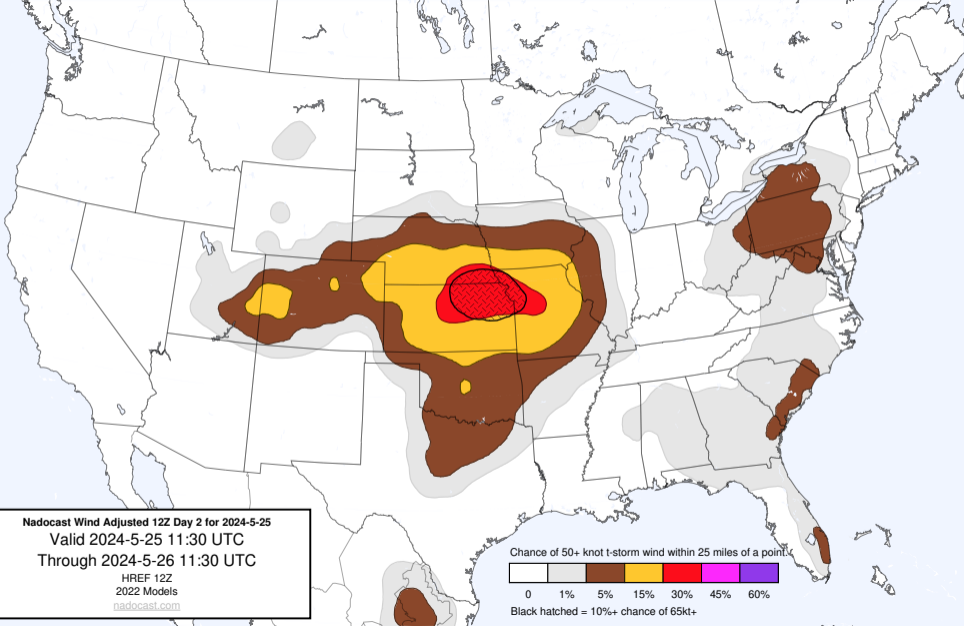 Nadocast Wind Adjusted 12Z Day 2 for 2024-5-25
Valid 2024-5-25 11:30 UTC
Through 2024-5-26 11:30 UTC
HREF 12Z
2022 Models
nadocast.com
Chance of 50+ knot t-storm wind within 25 miles of a point.
0 1% 5% 15% 30% 45% 60%
Black hatched = 10%+ chance of 65kt+